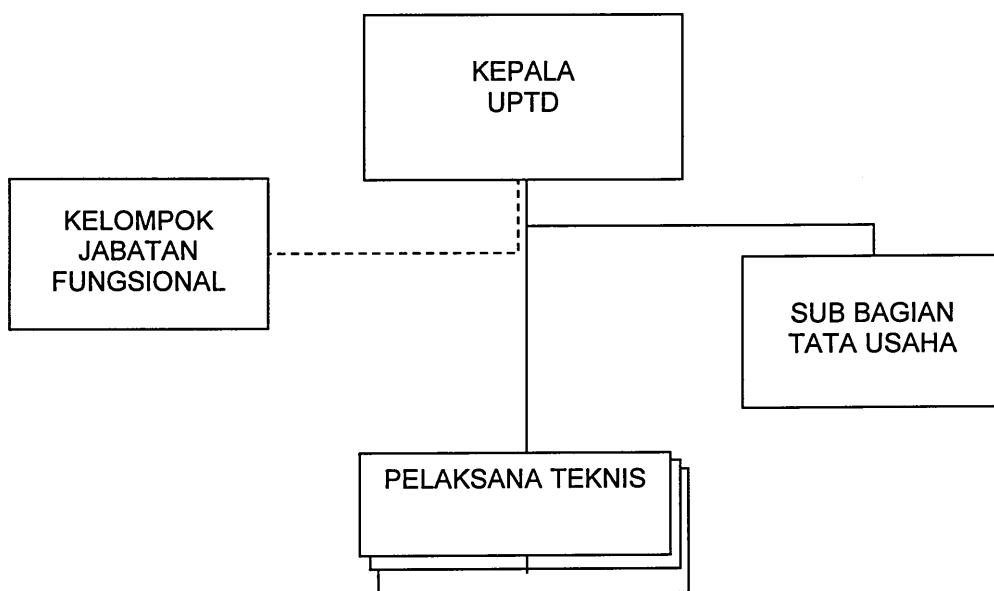 KEPALA
UPTD
KELOMPOK
JABATAN
FUNGSIONAL
SUB BAGIAN
TATA USAHA
PELAKSANA TEKNIS